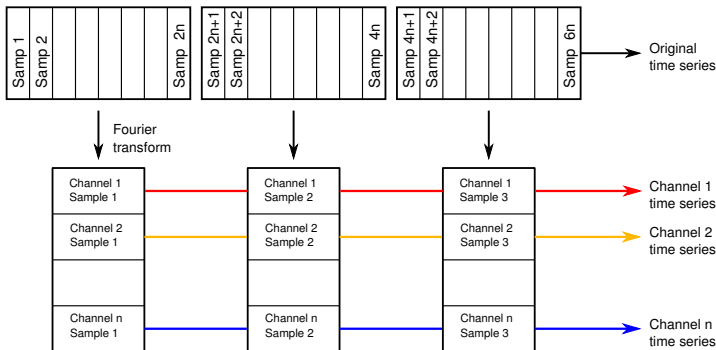 Samp 1
Samp 2
Samp 2n
Samp 2n+1
Samp 2n+2
Samp 4n
Samp 4n+1
Samp 4n+2
Samp 6n
Original
time series
Fourier
transform
Channel 1
Sample 1
Channel 1
Sample 2
Channel 1
Sample 3
Channel 1
time series
Channel 2
Sample 1
Channel 2
Sample 2
Channel 2
Sample 3
Channel 2
time series
Channel n
Sample 1
Channel n
Sample 2
Channel n
Sample 3
Channel n
time series